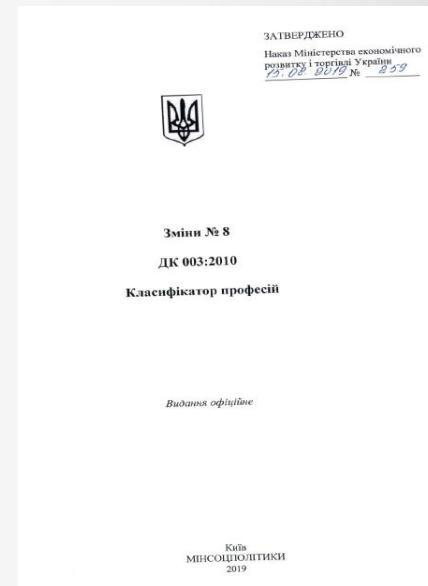 ЗАТВЕРДЖЕНО
Наказ Міністерства економічного
розвитку і торгівлі України
15.08.2019 № 259
Зміни № 8
ДК 003:2010
Класифікатор професій
Видання офіційне
Київ
МІНСОЦПОЛІТИКИ
2019